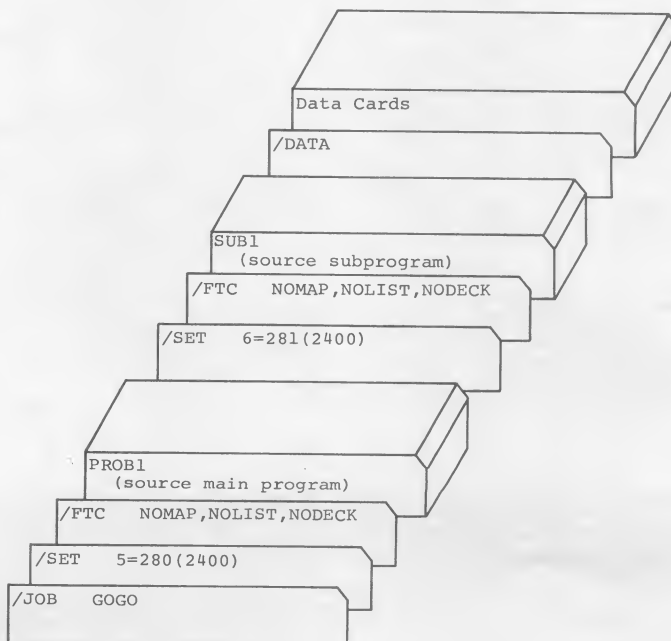 Data Cards
/DATA
SUB1
(source subprogram)
/FTC NOMAP,NOLIST,NODECK
/SET 6=281(2400)
PROB1
(source main program)
/FTC NOMAP,NOLIST,NODECK
/SET 5=280(2400)
/JOB GOGO